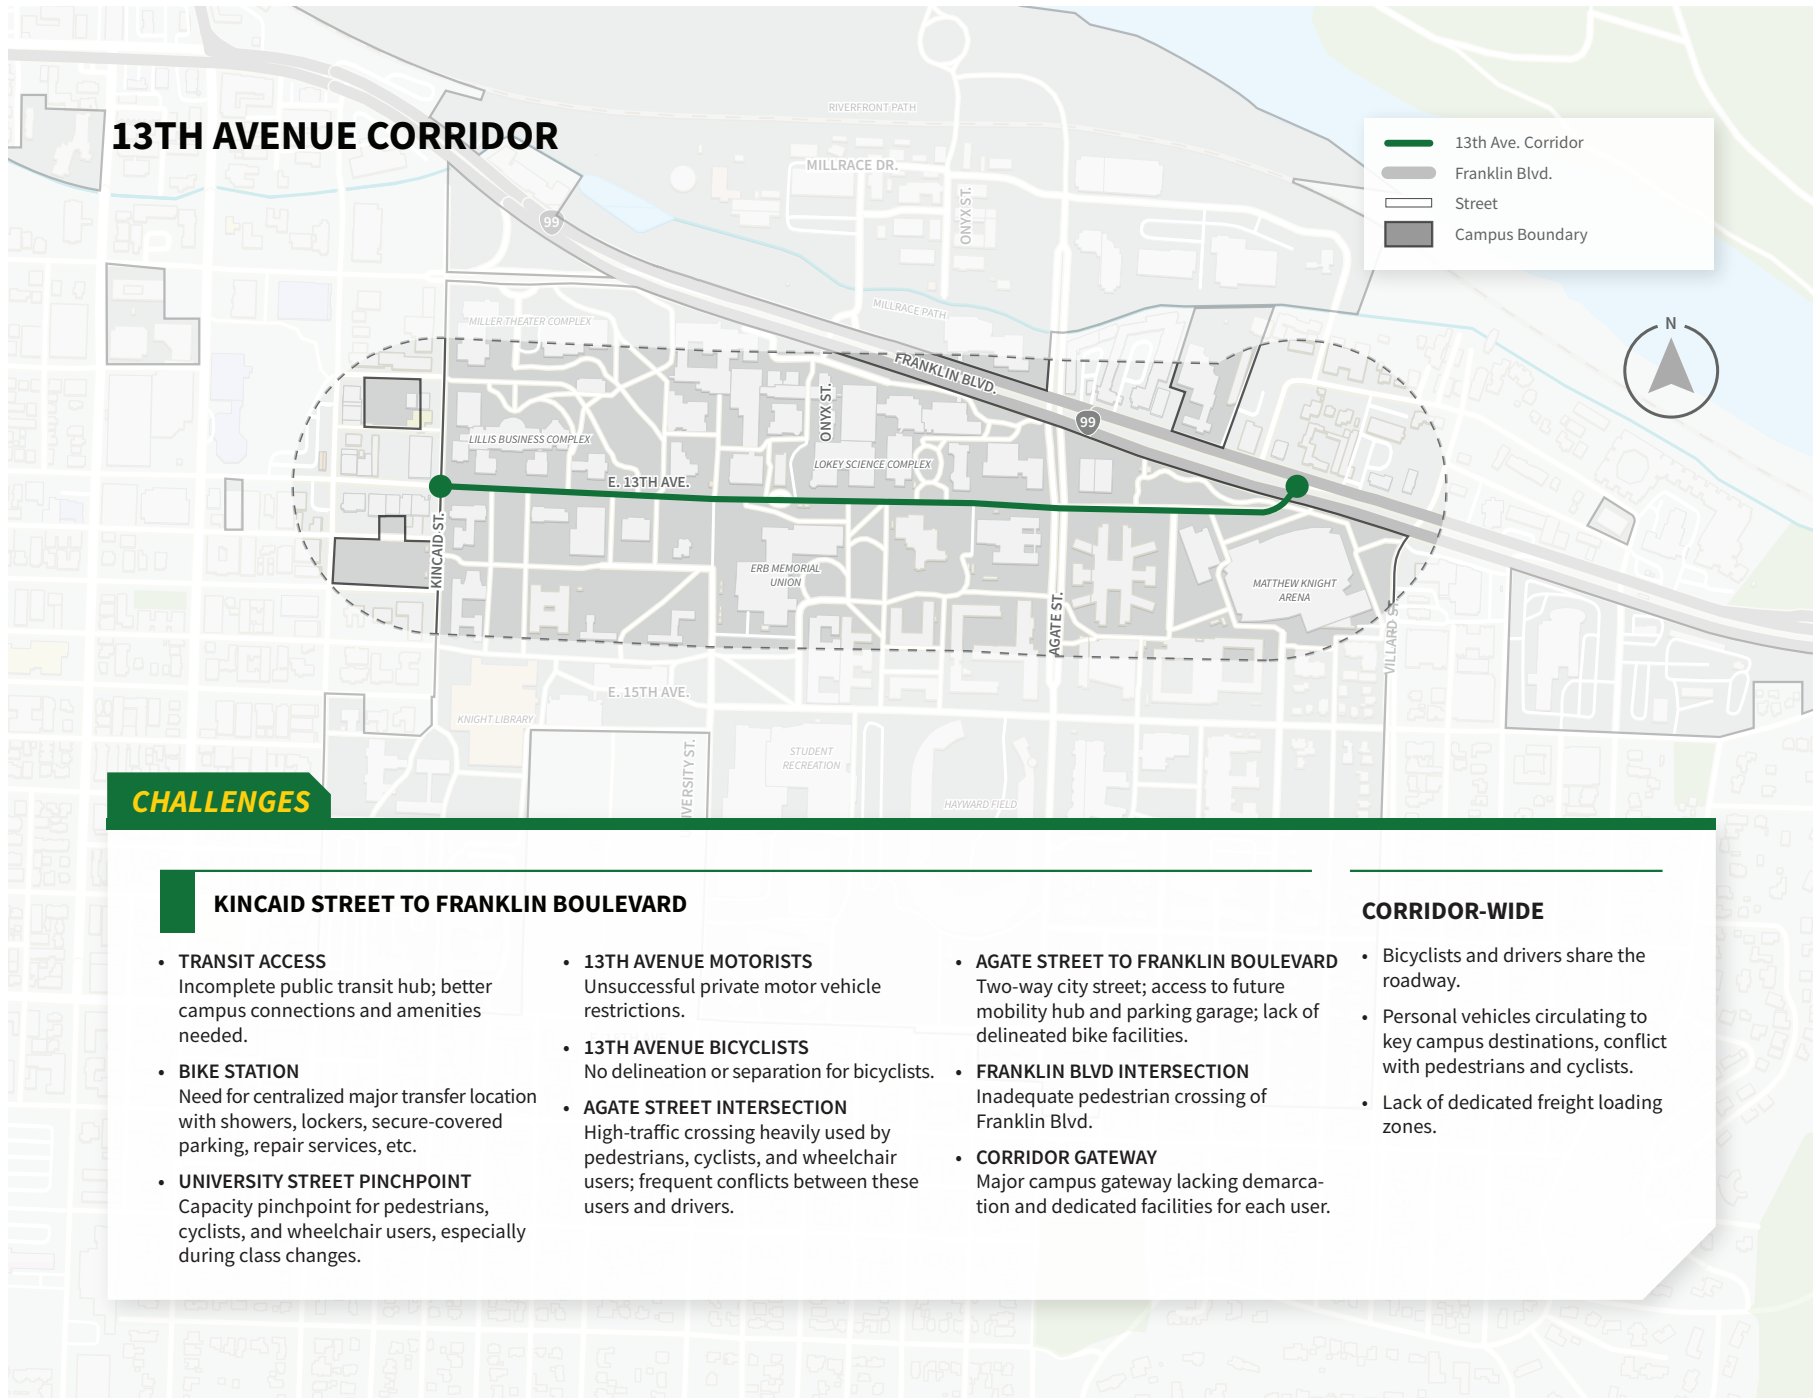 13TH AVENUE CORRIDOR
RIVERFRONT PATH
MILLRACE DR.
ONYX ST.
99
MILLRACE PATH
13th Ave. Corridor
Franklin Blvd.
Street
Campus Boundary
N
MILLER THEATER COMPLEX
FRANKLIN BLVD.
ONYX ST.
99
LILLIS BUSINESS COMPLEX
LOKEY SCIENCE COMPLEX
E. 13TH AVE.
KINCAID ST.
ERB MEMORIAL
UNION
MATTHEW KNIGHT
ARENA
AGATE ST.
VILLARD ST.
E. 15TH AVE.
KNIGHT LIBRARY
STUDENT
RECREATION
HAYWARD FIELD
CHALLENGES
KINCAID STREET TO FRANKLIN BOULEVARD
• TRANSIT ACCESS
Incomplete public transit hub; better
campus connections and amenities
needed.
• BIKE STATION
Need for centralized major transfer location
with showers, lockers, secure-covered
parking, repair services, etc.
• UNIVERSITY STREET PINCHPOINT
Capacity pinchpoint for pedestrians,
cyclists, and wheelchair users, especially
during class changes.
• 13TH AVENUE MOTORISTS
Unsuccessful private motor vehicle
restrictions.
• 13TH AVENUE BICYCLISTS
No delineation or separation for bicyclists.
• AGATE STREET INTERSECTION
High-traffic crossing heavily used by
pedestrians, cyclists, and wheelchair
users; frequent conflicts between these
users and drivers.
• AGATE STREET TO FRANKLIN BOULEVARD
Two-way city street; access to future
mobility hub and parking garage; lack of
delineated bike facilities.
• FRANKLIN BLVD INTERSECTION
Inadequate pedestrian crossing of
Franklin Blvd.
• CORRIDOR GATEWAY
Major campus gateway lacking demarca-
tion and dedicated facilities for each user.
CORRIDOR-WIDE
• Bicyclists and drivers share the
roadway.
• Personal vehicles circulating to
key campus destinations, conflict
with pedestrians and cyclists.
• Lack of dedicated freight loading
zones.